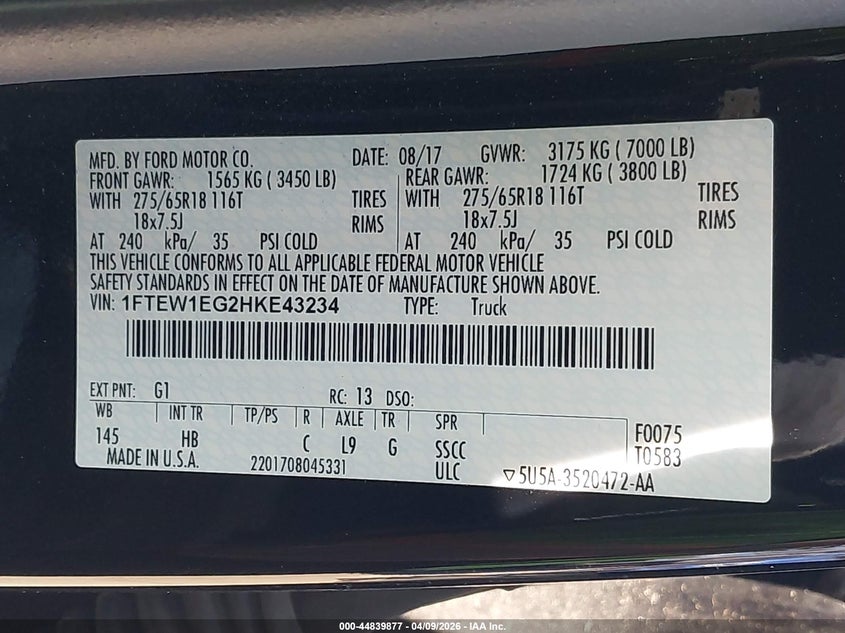 MFD. BY FORD MOTOR CO. DATE: 08/17 GVWR: 3175 KG ( 7000 LB)
FRONT GAWR: 1565 KG ( 3450 LB) REAR GAWR: 1724 KG ( 3800 LB)
WITH 275/65R18 116T TIRES WITH 275/65R18 116T TIRES
18x7.5J RIMS 18x7.5J RIMS
AT 240 kPa/ 35 PSI COLD AT 240 kPa/ 35 PSI COLD
THIS VEHICLE CONFORMS TO ALL APPLICABLE FEDERAL MOTOR VEHICLE
SAFETY STANDARDS IN EFFECT ON THE DATE OF MANUFACTURE SHOWN ABOVE.
VIN: 1FTEW1EG2HKE43234 TYPE: Truck
EXT PNT: G1 RC: 13 DSO:
WB INT TR TP/PS R AXLE TR SPR
145 HB C L9 G SSCC F0075
MADE IN U.S.A. 2201708045331 ULC T0583
▽5U5A-3520472-AA
000-44839877 - 04/09/2026 - IAA Inc.